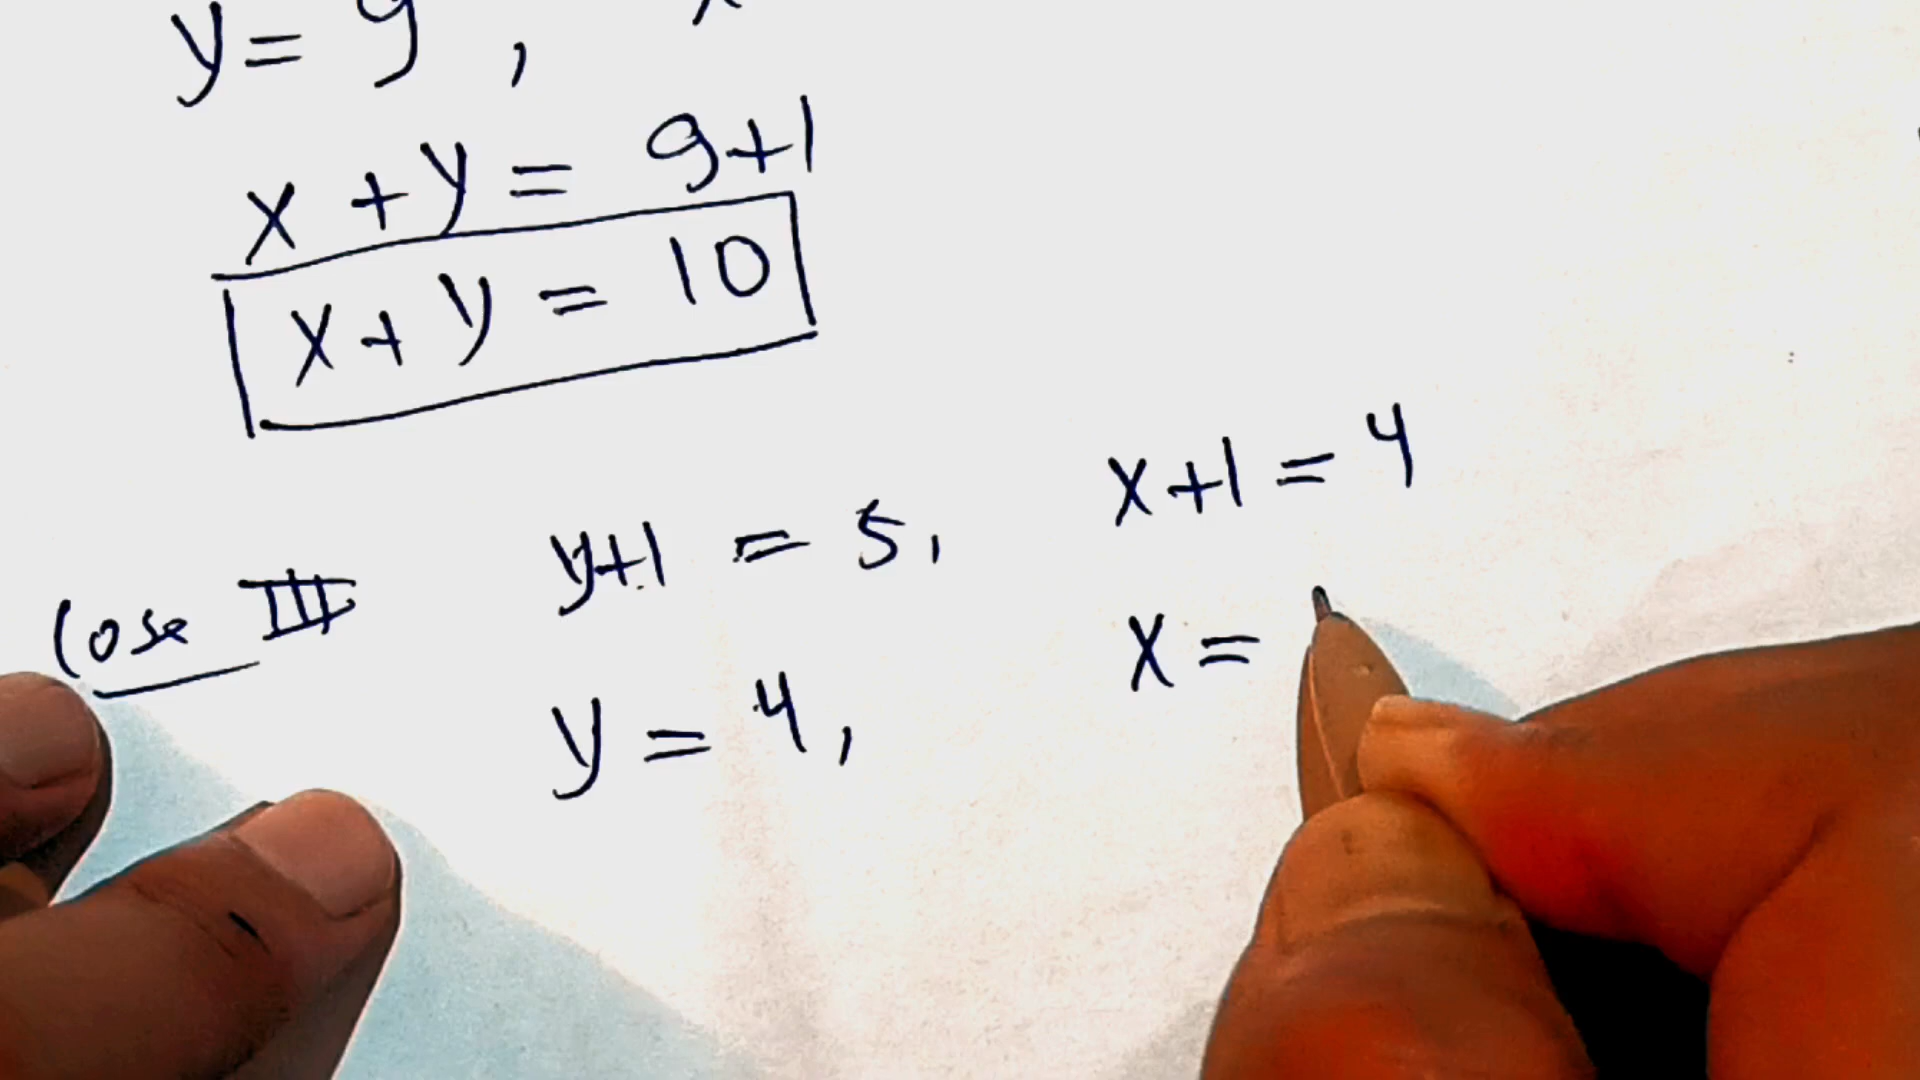 y = 9 ,
x + y = 9+1
x + y = 10
x+1 = 4
Case III y+1 = 5,
x =
y = 4 ,